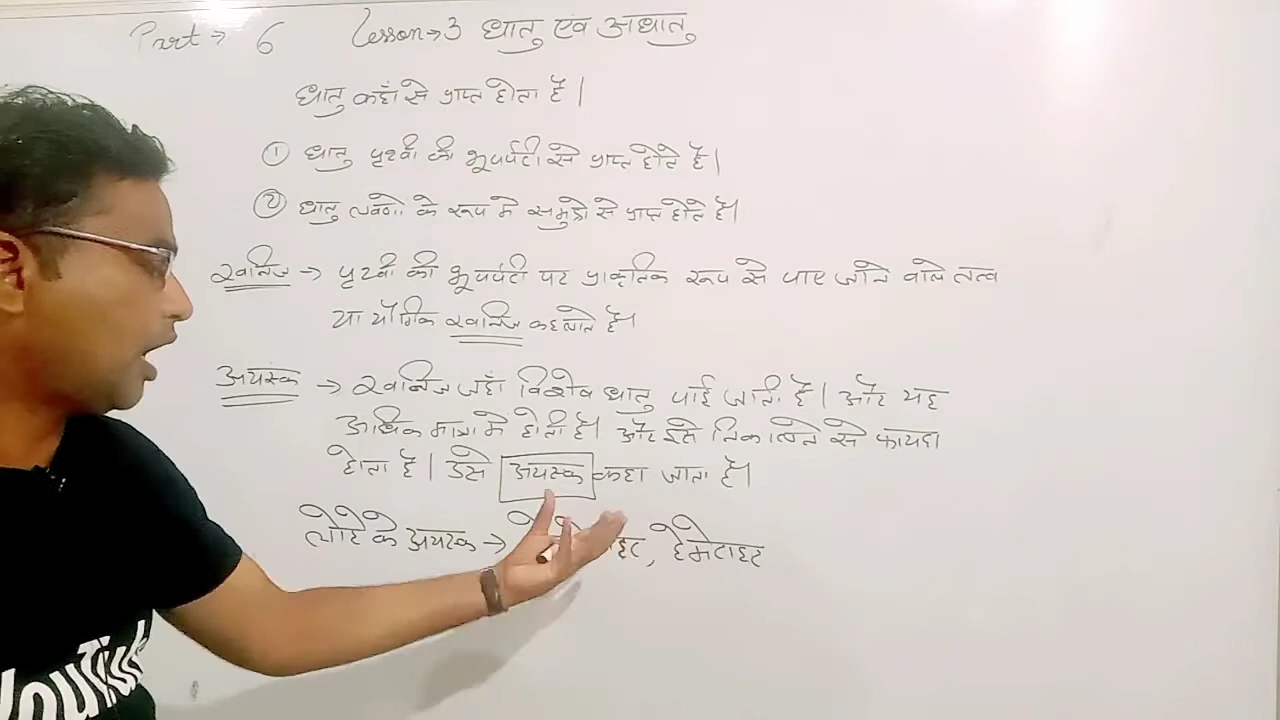 Part → 6 Lesson → 3 धातु एवं अधातु
धातु कहाँ से प्राप्त होता है।
① धातु पृथ्वी की भूपर्पटी से प्राप्त होते है।
② धातु लवणो के रूप मे समुद्रो से प्राप्त होते है।
खनिज → पृथ्वी की भूपर्पटी पर प्राकृतिक रूप से पाए जाने वाले तत्व
या यौगिक खनिज कहलाते है।
अयस्क → खनिज जहाँ विशेष धातु पाई जाती है। और यह
अधिक मात्रा मे होती है। और इसे निकालने से फायदा
होता है। उसे अयस्क कहा जाता है।
लोहे के अयस्क → हेमेटाइट
YouTub